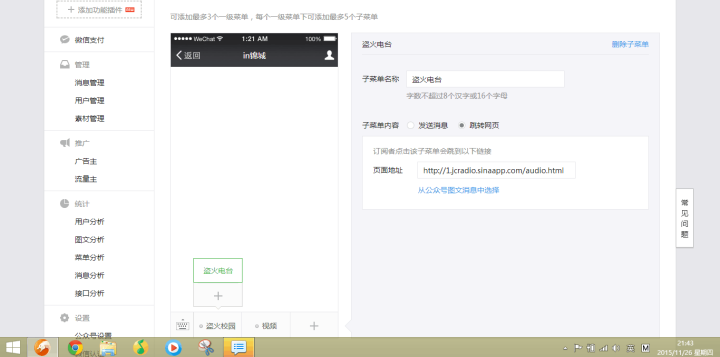 添加功能插件
可添加最多3个一级菜单，每个一级菜单下可添加最多5个子菜单
微信支付
管理
消息管理
用户管理
素材管理
推广
广告主
流量主
统计
用户分析
图文分析
菜单分析
消息分析
接口分析
设置
公众号设置
WeChat
1:21 AM
100%
返回
in锦城
盗火电台
盗火校园
视频
盗火电台
删除子菜单
子菜单名称
盗火电台
字数不超过8个汉字或16个字母
子菜单内容
发送消息
跳转网页
订阅者点击该子菜单会跳到以下链接
页面地址
http://1.jcradio.sinaapp.com/audio.html
从公众号图文消息中选择
常见问题
21:43
2015/11/26 星期四